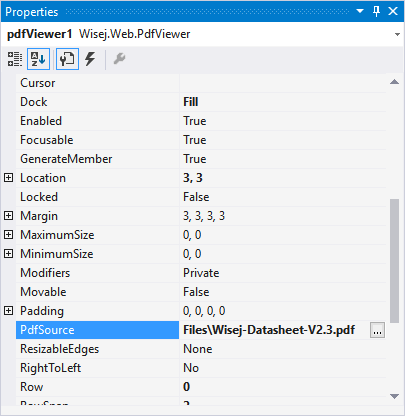 Properties
pdfViewer1 Wisej.Web.PdfViewer
Cursor
Dock Fill
Enabled True
Focusable True
GenerateMember True
Location 3, 3
Locked False
Margin 3, 3, 3, 3
MaximumSize 0, 0
MinimumSize 0, 0
Modifiers Private
Movable False
Padding 0, 0, 0, 0
PdfSource Files\Wisej-Datasheet-V2.3.pdf ...
ResizableEdges None
RightToLeft No
Row 0
RowSpan